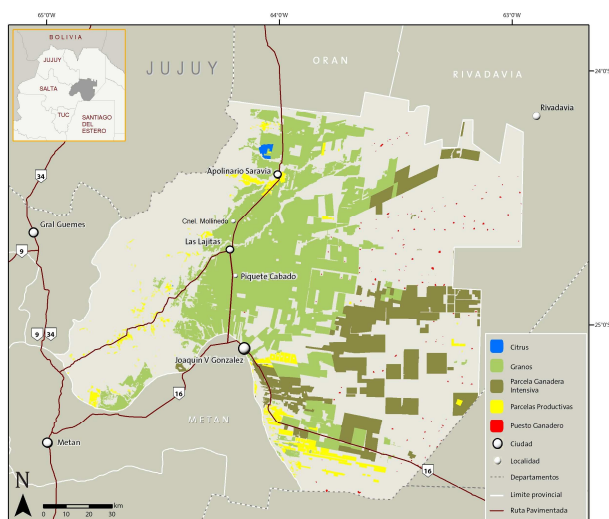 65°W
64°W
63°W
BOLIVIA
JUJUY
SALTA
TUC
SANTIAGO
DEL
ESTERO
JUJUY
ORAN
RIVADAVIA
24°0'S
Rivadavia
34
Apolinario Saravia
Cnel. Mollinedo
Gral Guemes
Las Lajitas
9
Piquete Cabado
25°0'S
9
34
Joaquin V Gonzalez
16
METAN
Metan
16
Citrus
Granos
Parcela Ganadera
Intensiva
Parcelas Productivas
Puesto Ganadero
Ciudad
Localidad
Departamentos
Limite provincial
Ruta Pavimentada
N
0
10
20
30
km